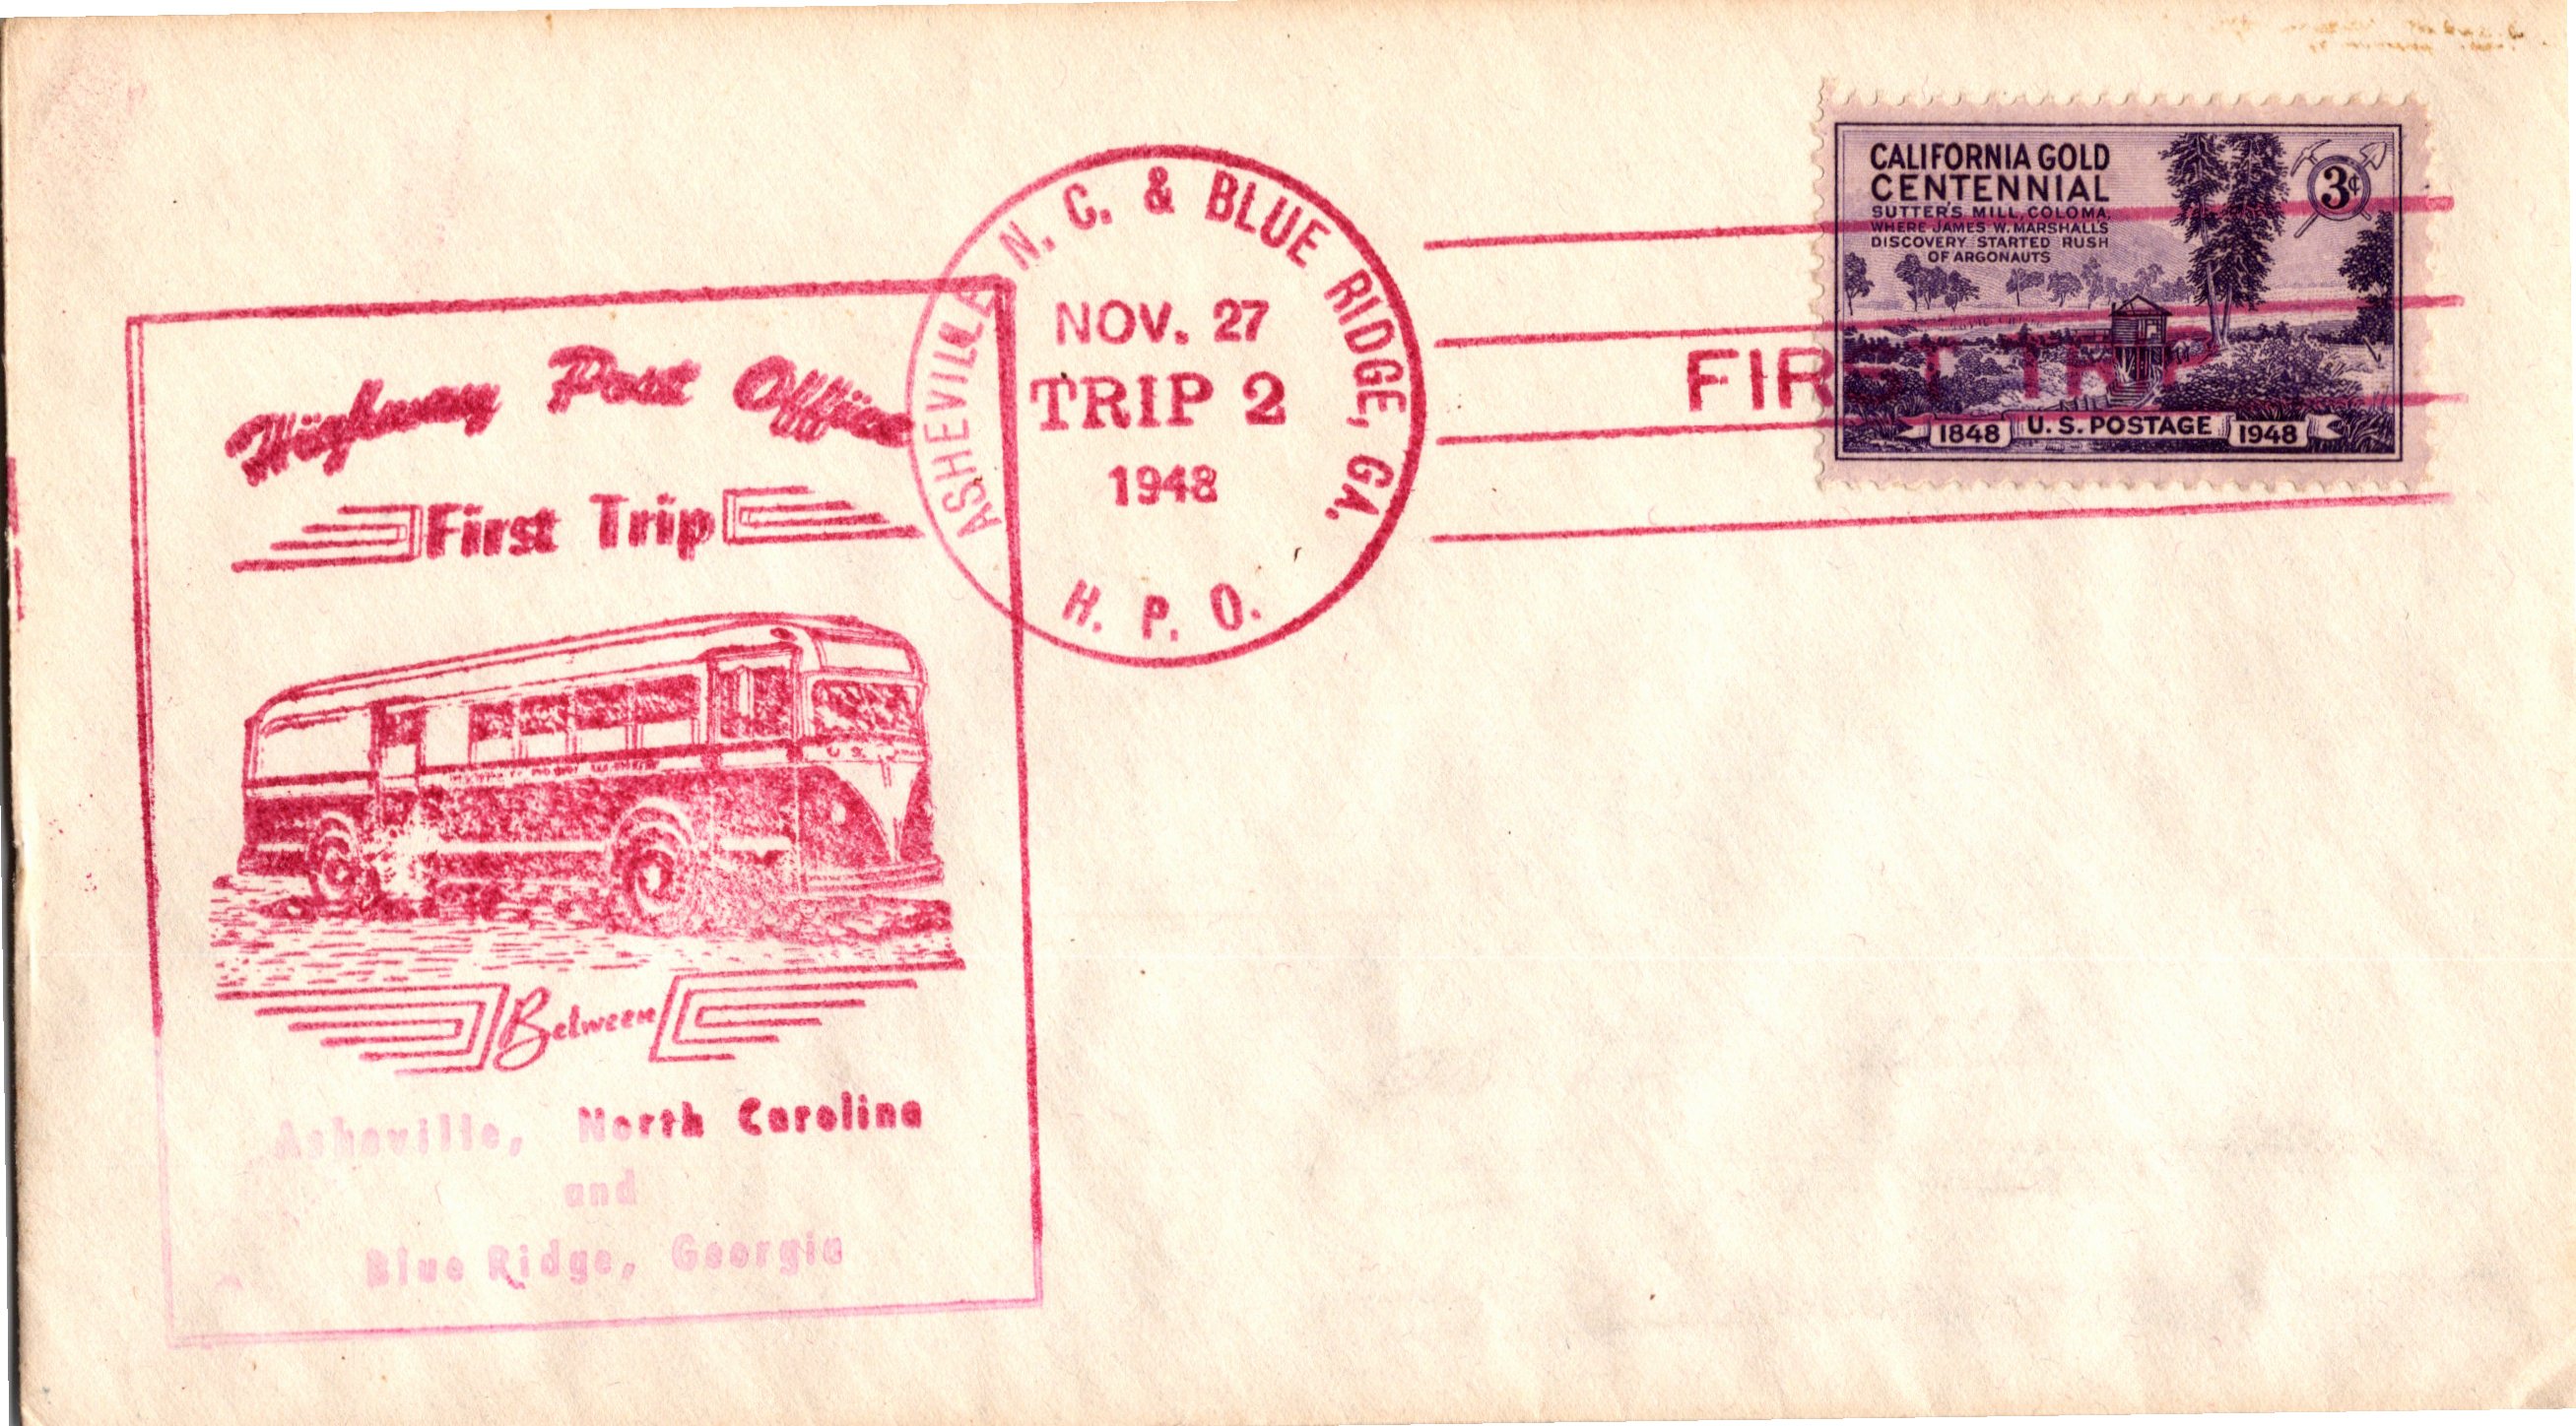 Highway Post Office
First Trip
U. S.
Between
Asheville, North Carolina
and
Blue Ridge, Georgia
ASHEVILLE N. C. & BLUE RIDGE, GA.
NOV. 27
TRIP 2
1948
H. P. O.
FIRST TRIP
CALIFORNIA GOLD
CENTENNIAL
SUTTER'S MILL, COLOMA,
WHERE JAMES W. MARSHALL'S
DISCOVERY STARTED RUSH
OF ARGONAUTS
3¢
1848 U.S. POSTAGE 1948